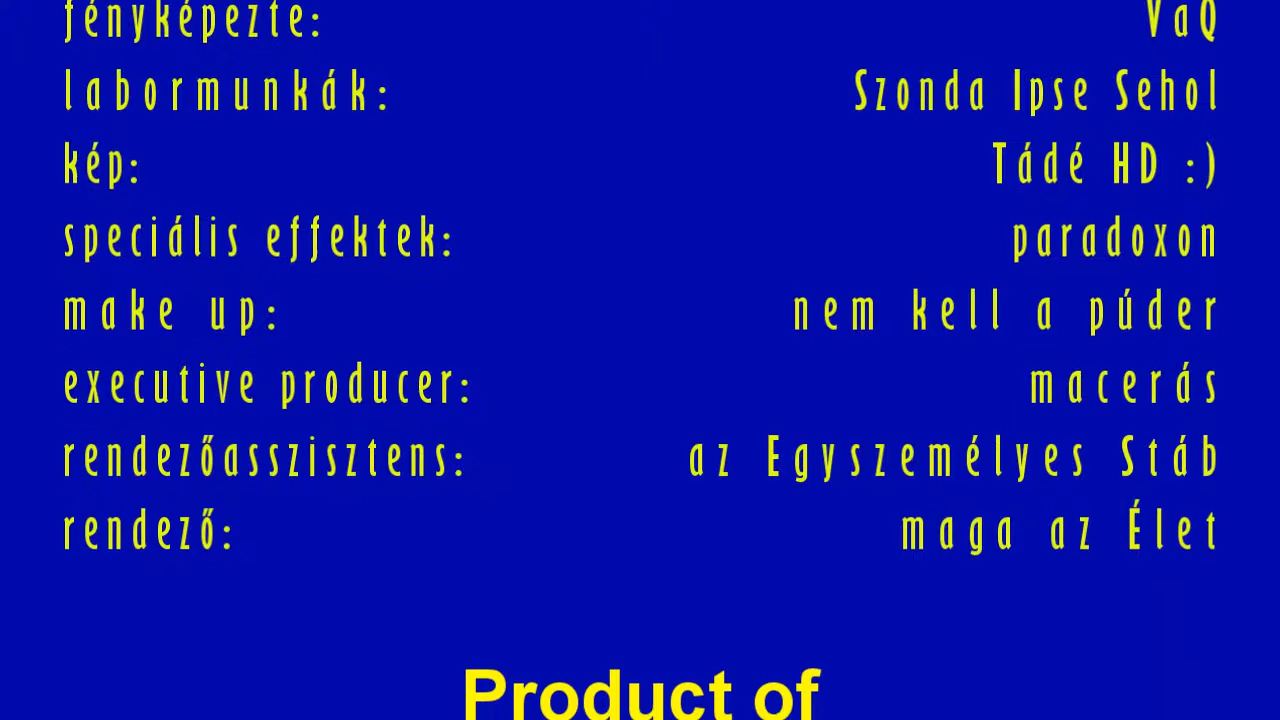 fényképezte: VaQ
labormunkák: Szonda Ipse Sehol
kép: Tádé HD :)
speciális effektek: paradoxon
make up: nem kell a púder
executive producer: macerás
rendezőasszisztens: az Egyszemélyes Stáb
rendező: maga az Élet
Product of